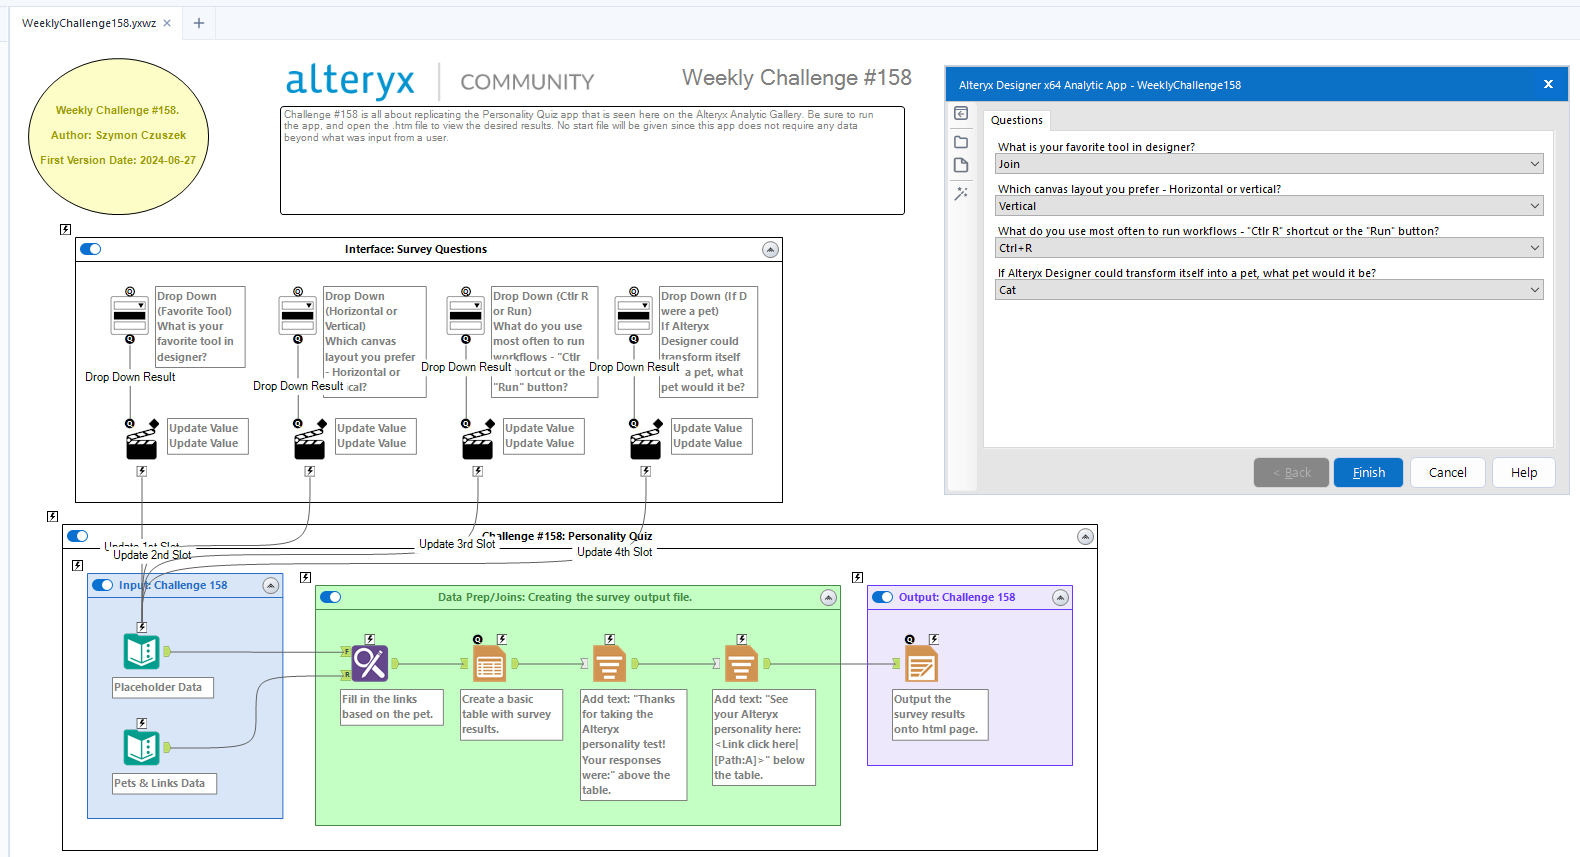 WeeklyChallenge158.yxwz
Weekly Challenge #158.
Author: Szymon Czuszek
First Version Date: 2024-06-27
alteryx
COMMUNITY
Weekly Challenge #158
Challenge #158 is all about replicating the Personality Quiz app that is seen here on the Alteryx Analytic Gallery. Be sure to run
the app, and open the .htm file to view the desired results. No start file will be given since this app does not require any data
beyond what was input from a user.
Alteryx Designer x64 Analytic App - WeeklyChallenge158
Questions
What is your favorite tool in designer?
Join
Which canvas layout you prefer - Horizontal or vertical?
Vertical
What do you use most often to run workflows - "Ctlr R" shortcut or the "Run" button?
Ctrl+R
If Alteryx Designer could transform itself into a pet, what pet would it be?
Cat
< Back
Finish
Cancel
Help
Interface: Survey Questions
Drop Down
(Favorite Tool)
What is your
favorite tool in
designer?
Drop Down
(Horizontal or
Vertical)
Which canvas
layout you prefer
- Horizontal or
cal?
Drop Down (Ctlr R
or Run)
What do you use
most often to run
workflows - "Ctlr
shortcut or the
"Run" button?
Drop Down (If D
were a pet)
If Alteryx
Designer could
transform itself
a pet, what
pet would it be?
Drop Down Result
Drop Down Result
Drop Down Result
Drop Down Result
Update Value
Update Value
Update Value
Update Value
Update Value
Update Value
Update Value
Update Value
Challenge #158: Personality Quiz
Update 1st Slot
Update 2nd Slot
Update 3rd Slot
Update 4th Slot
Input: Challenge 158
Placeholder Data
Pets & Links Data
Data Prep/Joins: Creating the survey output file.
F
R
Fill in the links
based on the pet.
Create a basic
table with survey
results.
Add text: "Thanks
for taking the
Alteryx
personality test!
Your responses
were:" above the
table.
Add text: "See
your Alteryx
personality here:
<Link click here|
[Path:A]>" below
the table.
Output: Challenge 158
Output the
survey results
onto html page.